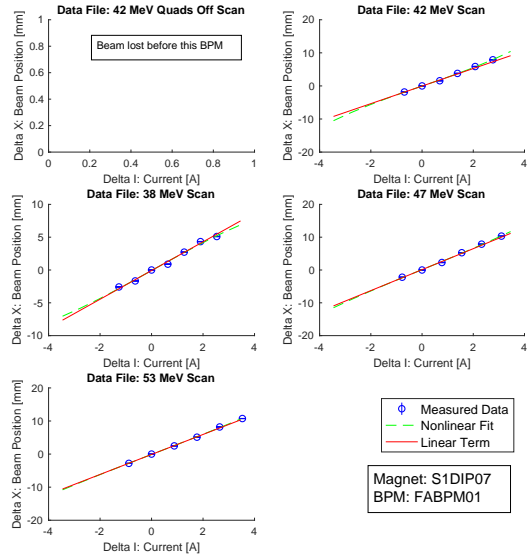 Data File: 42 MeV Quads Off Scan
Delta X: Beam Position [mm]
1
0.8
0.6
0.4
0.2
0
Beam lost before this BPM
0 0.2 0.4 0.6 0.8 1
Delta I: Current [A]
Data File: 42 MeV Scan
Delta X: Beam Position [mm]
20
10
0
-10
-20
-4 -2 0 2 4
Delta I: Current [A]
Data File: 38 MeV Scan
Delta X: Beam Position [mm]
10
5
0
-5
-10
-4 -2 0 2 4
Delta I: Current [A]
Data File: 47 MeV Scan
Delta X: Beam Position [mm]
20
10
0
-10
-20
-4 -2 0 2 4
Delta I: Current [A]
Data File: 53 MeV Scan
Delta X: Beam Position [mm]
20
10
0
-10
-20
-4 -2 0 2 4
Delta I: Current [A]
Measured Data
Nonlinear Fit
Linear Term
Magnet: S1DIP07
BPM: FABPM01